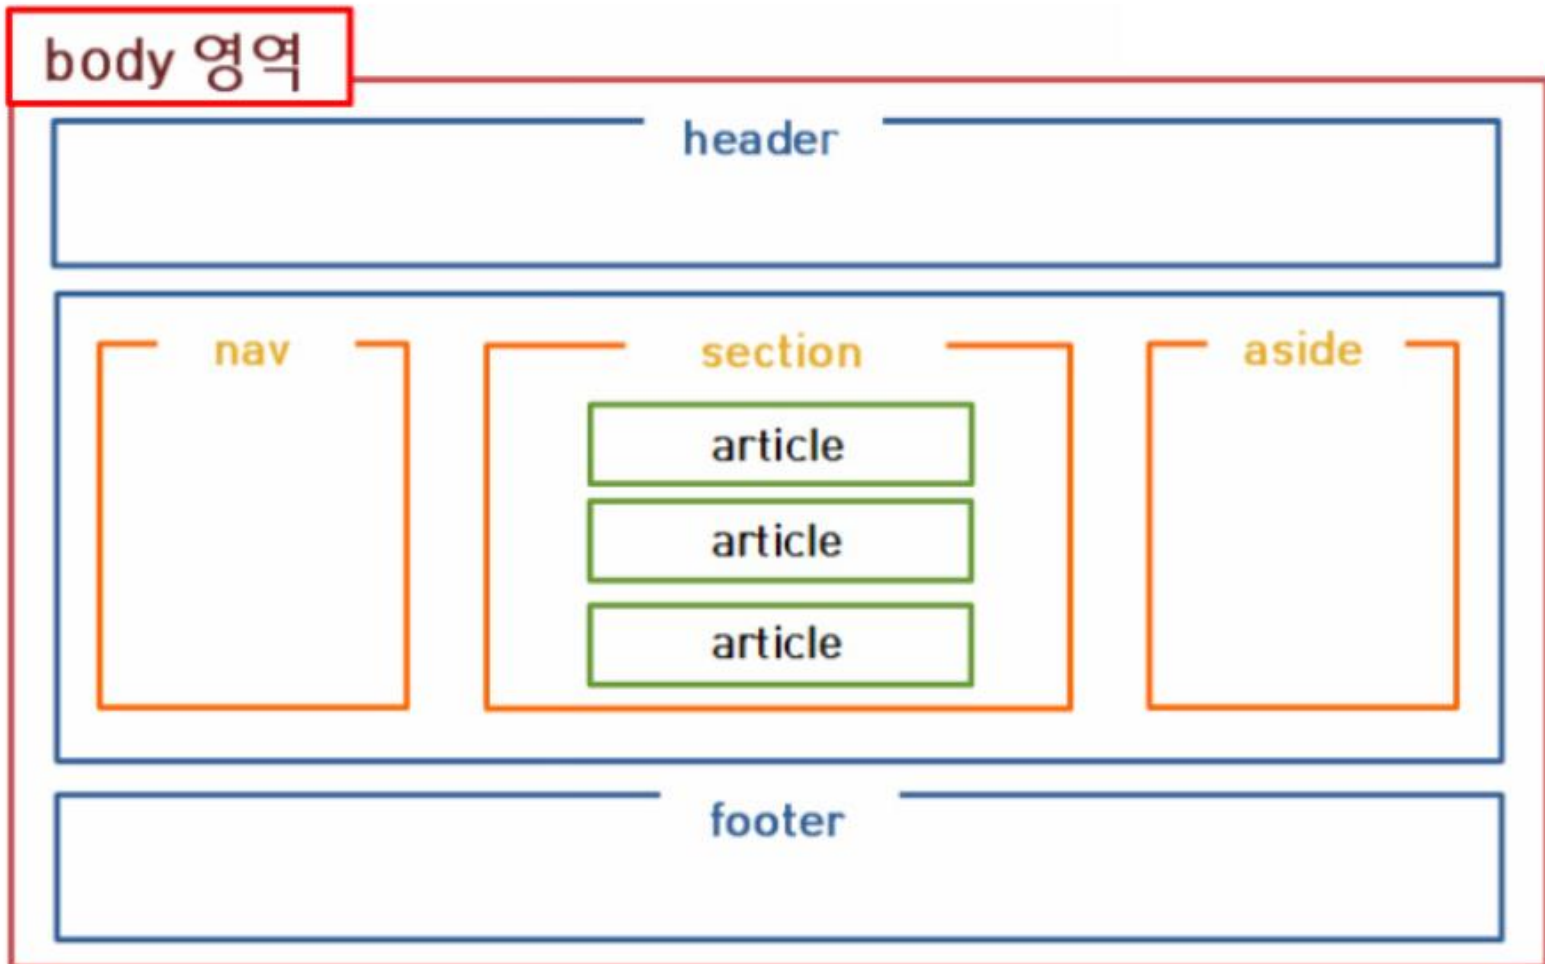 body 영역
header
nav
section
aside
article
article
article
footer